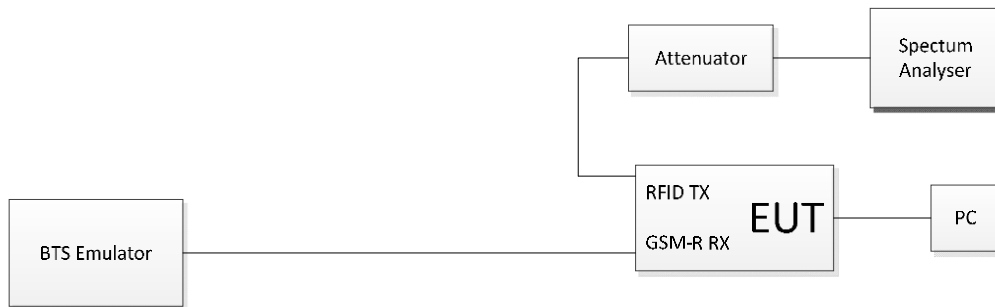 Attenuator
Spectum
Analyser
RFID TX
EUT
GSM-R RX
PC
BTS Emulator